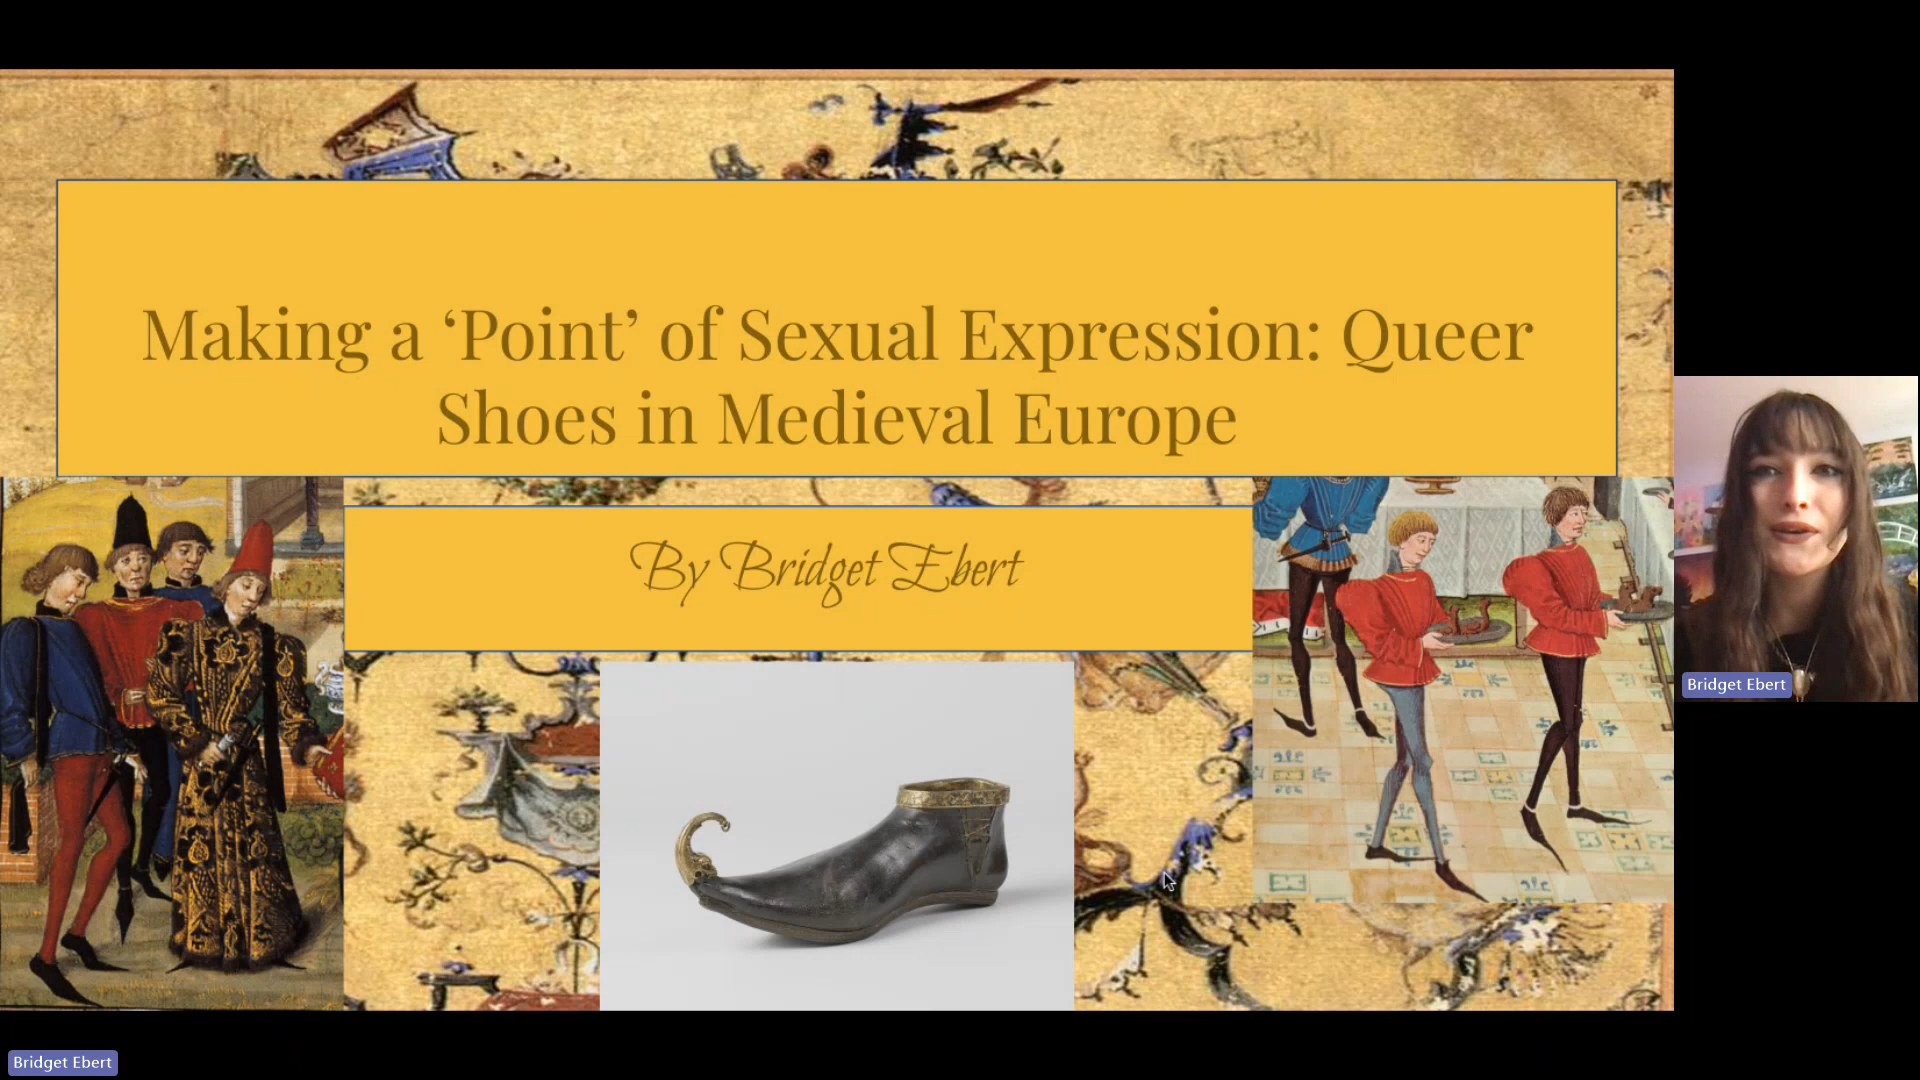 Making a ‘Point’ of Sexual Expression: Queer
Shoes in Medieval Europe
By Bridget Ebert
Bridget Ebert
Bridget Ebert